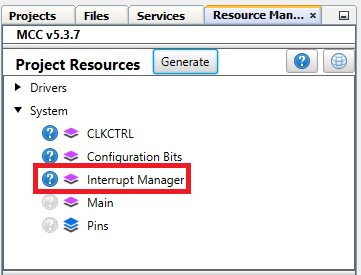 Projects Files Services Resource Man... ×
MCC v5.3.7
Project Resources Generate ?
Drivers
System
? CLKCTRL
? Configuration Bits
? Interrupt Manager
? Main
? Pins